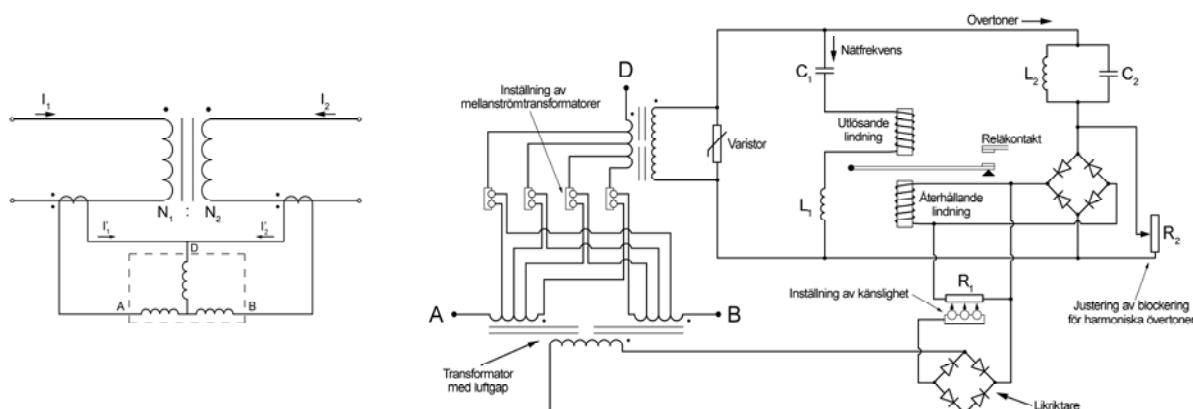 I₁
I₂
N₁ : N₂
I'₁
I'₂
D
A
B
Övertoner
Nätfrekvens
C₁
L₂
C₂
D
Inställning av
mellanströmtransformatorer
Varistor
Utlösande
lindning
Reläkontakt
L₁
Återhållande
lindning
R₂
R₁
Inställning av känslighet
Justering av blockering
för harmoniska övertoner
A
B
Transformator
med luftgap
Likriktare